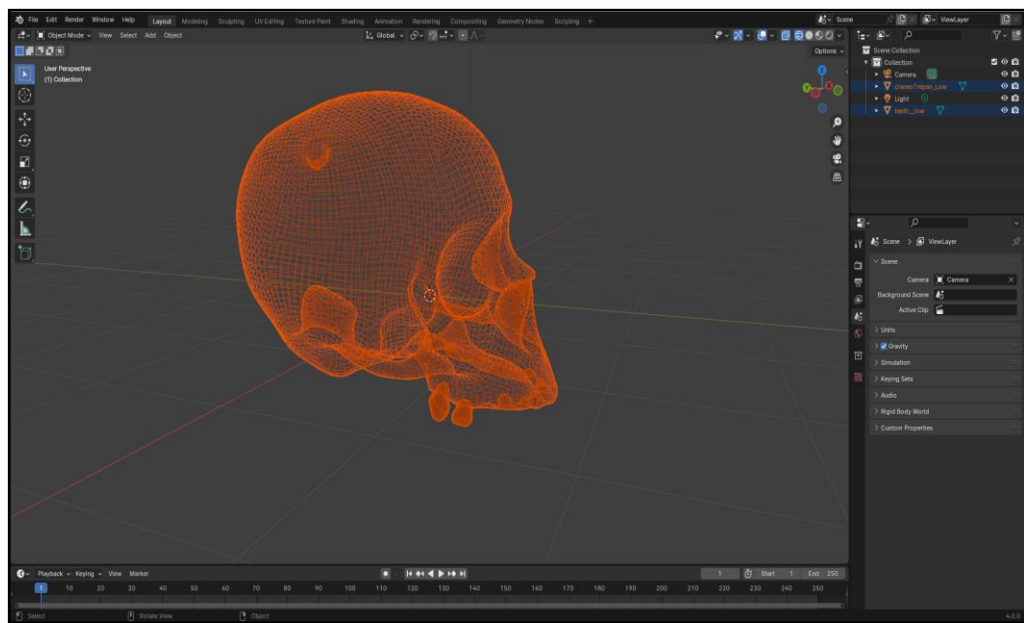 File Edit Render Window Help Layout Modeling Sculpting UV Editing Texture Paint Shading Animation Rendering Compositing Geometry Nodes Scripting + Scene ViewLayer
Object Mode View Select Add Object Global
Options
User Perspective
(1) Collection
Z
Y
X
Scene Collection
Collection
Camera
craneoTrepan_Low
Light
teeth_low
Scene > ViewLayer
Scene
Camera Camera
Background Scene
Active Clip
Units
Gravity
Simulation
Keying Sets
Audio
Rigid Body World
Custom Properties
Playback Keying View Marker 1 Start 1 End 250
1 10 20 30 40 50 60 70 80 90 100 110 120 130 140 150 160 170 180 190 200 210 220 230 240 250
Select Rotate View Object